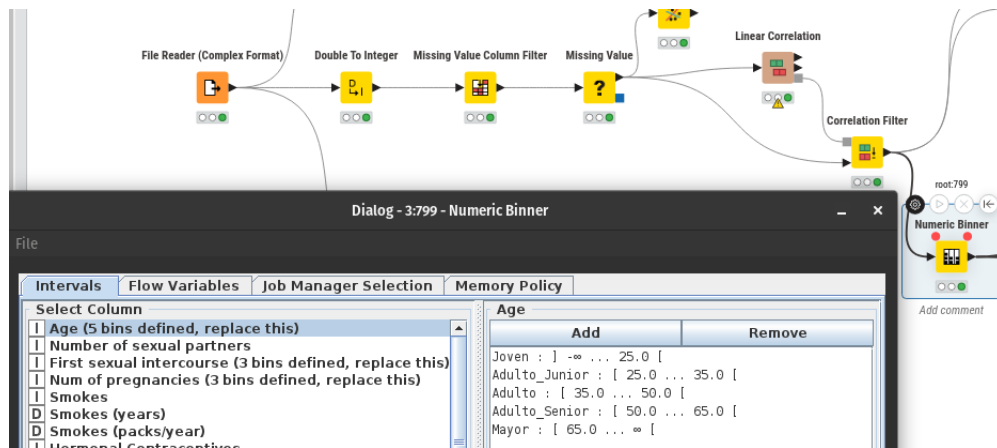 Linear Correlation
File Reader (Complex Format)
Double To Integer
Missing Value Column Filter
Missing Value
D
I
?
Correlation Filter
root:799
Dialog - 3:799 - Numeric Binner
Numeric Binner
File
Intervals
Flow Variables
Job Manager Selection
Memory Policy
Add comment
Select Column
I Age (5 bins defined, replace this)
I Number of sexual partners
I First sexual intercourse (3 bins defined, replace this)
I Num of pregnancies (3 bins defined, replace this)
I Smokes
D Smokes (years)
D Smokes (packs/year)
I Hormonal Contraceptives
Age
Add
Remove
Joven : ] -∞ ... 25.0 [
Adulto_Junior : [ 25.0 ... 35.0 [
Adulto : [ 35.0 ... 50.0 [
Adulto_Senior : [ 50.0 ... 65.0 [
Mayor : [ 65.0 ... ∞ [